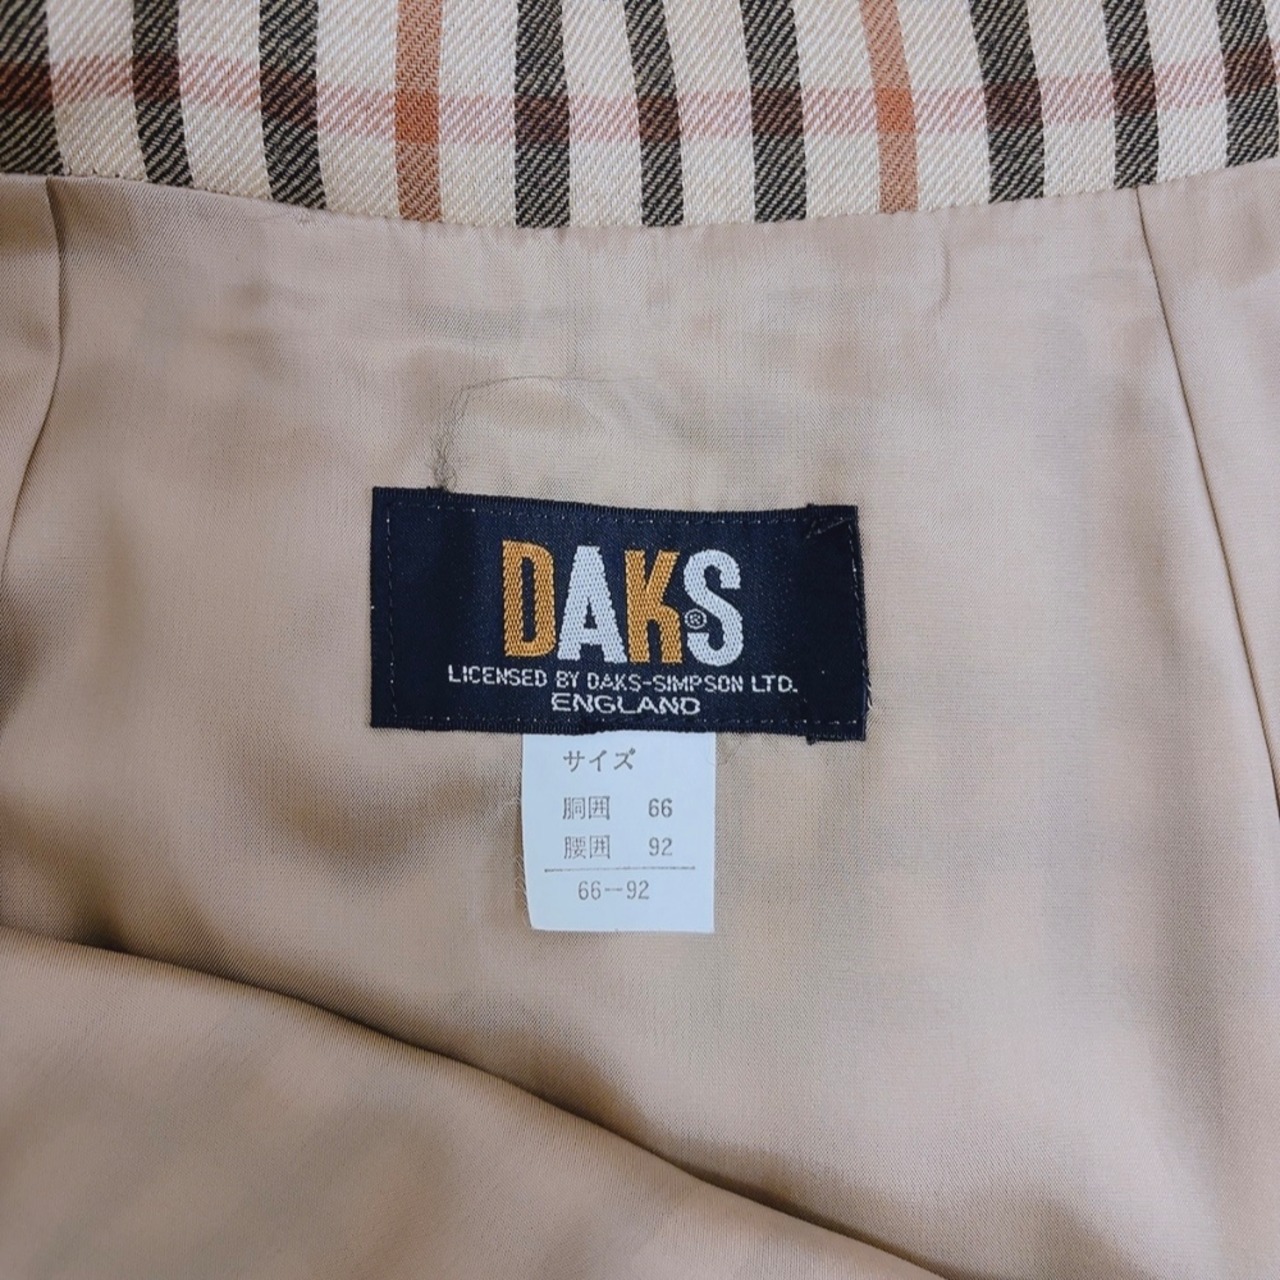 DAKS®
LICENSED BY DAKS-SIMPSON LTD.
ENGLAND
サイズ
胴囲 66
腰囲 92
66-92